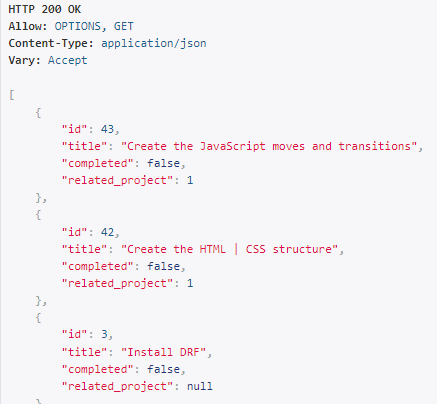 HTTP 200 OK
Allow: OPTIONS, GET
Content-Type: application/json
Vary: Accept
[
{
"id": 43,
"title": "Create the JavaScript moves and transitions",
"completed": false,
"related_project": 1
},
{
"id": 42,
"title": "Create the HTML | CSS structure",
"completed": false,
"related_project": 1
},
{
"id": 3,
"title": "Install DRF",
"completed": false,
"related_project": null
},